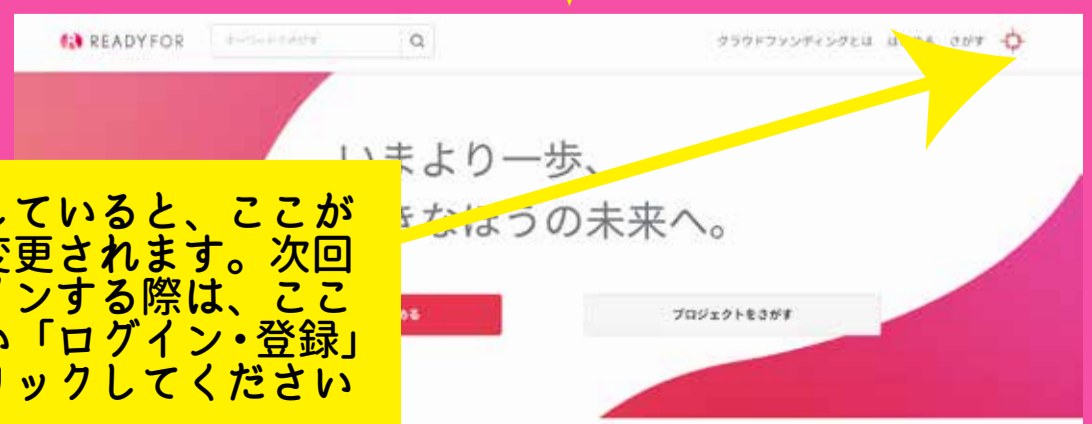 READYFOR
クラウドファンディングとは
さがす
いまより一歩、
きなほうの未来へ。
していると、ここが
変更されます。次回
インする際は、ここ
い「ログイン・登録」
リックしてください
める
プロジェクトをさがす